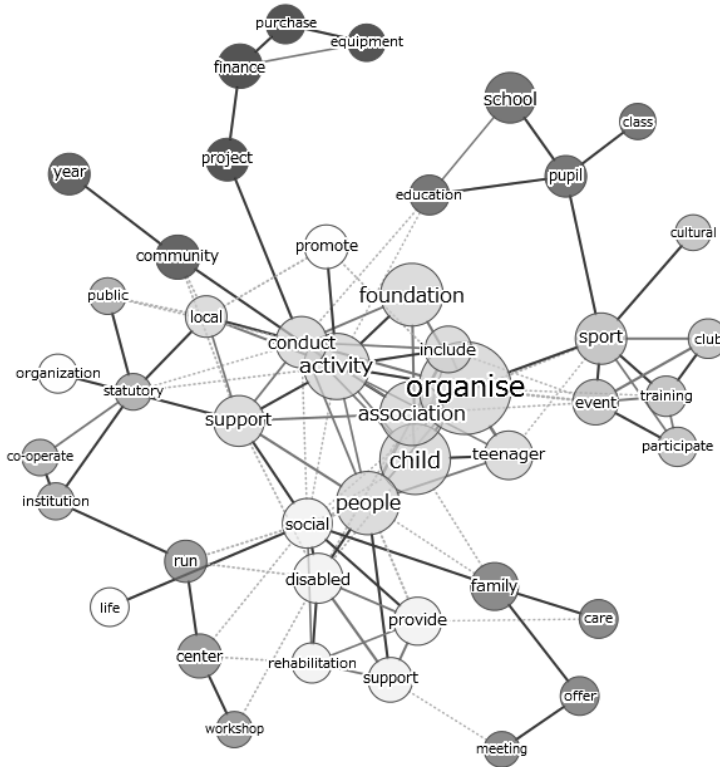 purchase
equipment
finance
school
class
project
year
pupil
education
cultural
promote
community
public
foundation
local
sport
club
conduct
include
activity
organization
organise
statutory
event
training
association
support
participate
teenager
child
co-operate
institution
people
social
run
disabled
family
life
provide
care
center
rehabilitation
support
offer
workshop
meeting